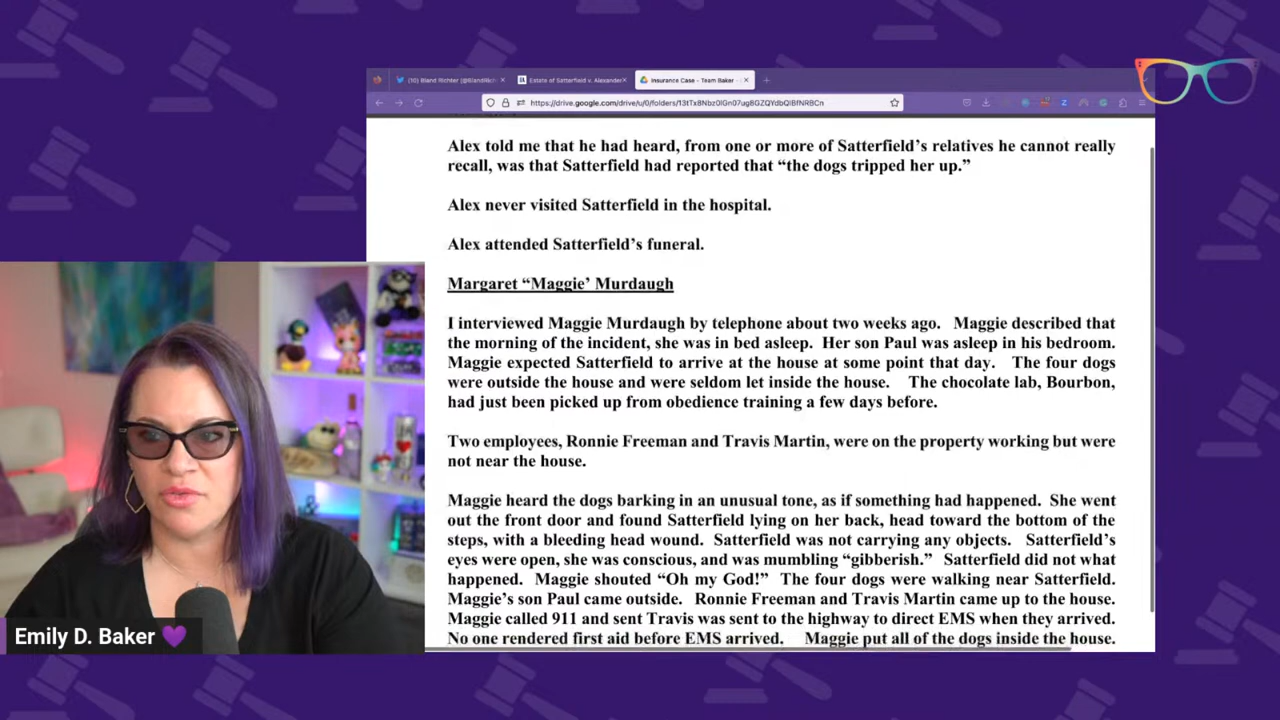 (10) Bland Richter (@BlandRich
Estate of Satterfield v. Alexander
Insurance Case - Team Baker -
https://drive.google.com/drive/u/0/folders/
Alex told me that he had heard, from one or more of Satterfield's relatives he cannot really
recall, was that Satterfield had reported that “the dogs tripped her up.”
Alex never visited Satterfield in the hospital.
Alex attended Satterfield's funeral.
Margaret “Maggie’ Murdaugh
I interviewed Maggie Murdaugh by telephone about two weeks ago. Maggie described that
the morning of the incident, she was in bed asleep. Her son Paul was asleep in his bedroom.
Maggie expected Satterfield to arrive at the house at some point that day. The four dogs
were outside the house and were seldom let inside the house. The chocolate lab, Bourbon,
had just been picked up from obedience training a few days before.
Two employees, Ronnie Freeman and Travis Martin, were on the property working but were
not near the house.
Maggie heard the dogs barking in an unusual tone, as if something had happened. She went
out the front door and found Satterfield lying on her back, head toward the bottom of the
steps, with a bleeding head wound. Satterfield was not carrying any objects. Satterfield's
eyes were open, she was conscious, and was mumbling “gibberish.” Satterfield did not what
happened. Maggie shouted “Oh my God!” The four dogs were walking near Satterfield.
Maggie's son Paul came outside. Ronnie Freeman and Travis Martin came up to the house.
Maggie called 911 and sent Travis was sent to the highway to direct EMS when they arrived.
No one rendered first aid before EMS arrived. Maggie put all of the dogs inside the house.
Emily D. Baker